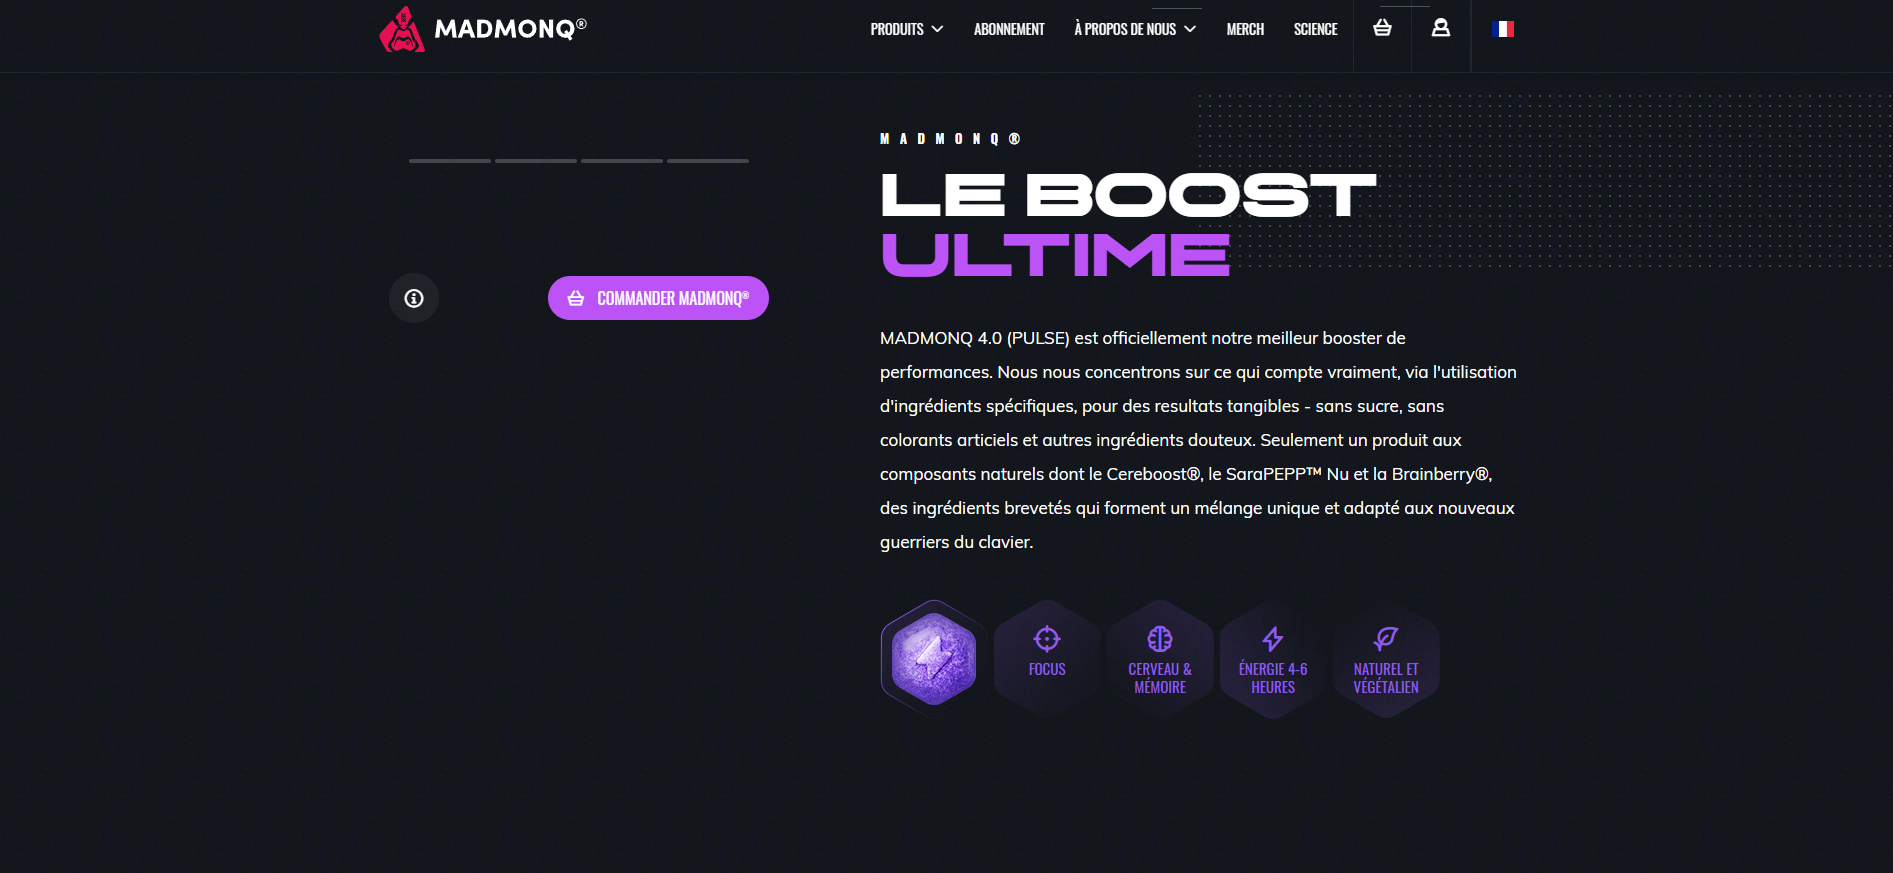 MADMONQ®
PRODUITS
ABONNEMENT
À PROPOS DE NOUS
MERCH
SCIENCE
MADMONQ®
LE BOOST
ULTIME
COMMANDER MADMONQ®
MADMONQ 4.0 (PULSE) est officiellement notre meilleur booster de
performances. Nous nous concentrons sur ce qui compte vraiment, via l'utilisation
d'ingrédients spécifiques, pour des resultats tangibles - sans sucre, sans
colorants articiels et autres ingrédients douteux. Seulement un produit aux
composants naturels dont le Cereboost®, le SaraPEPP™ Nu et la Brainberry®,
des ingrédients brevetés qui forment un mélange unique et adapté aux nouveaux
guerriers du clavier.
FOCUS
CERVEAU &
MÉMOIRE
ÉNERGIE 4-6
HEURES
NATUREL ET
VÉGÉTALIEN